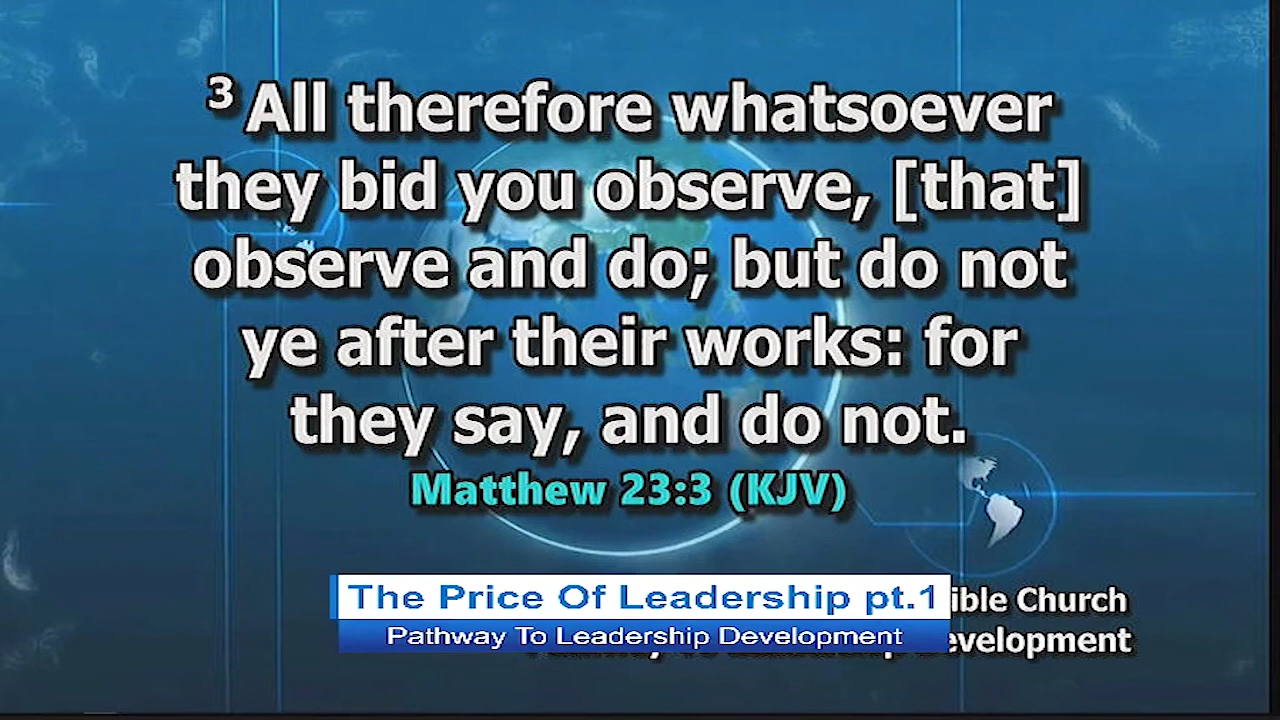 3 All therefore whatsoever
they bid you observe, [that]
observe and do; but do not
ye after their works: for
they say, and do not.
Matthew 23:3 (KJV)
The Price Of Leadership pt.1
Church
Pathway To Leadership Development